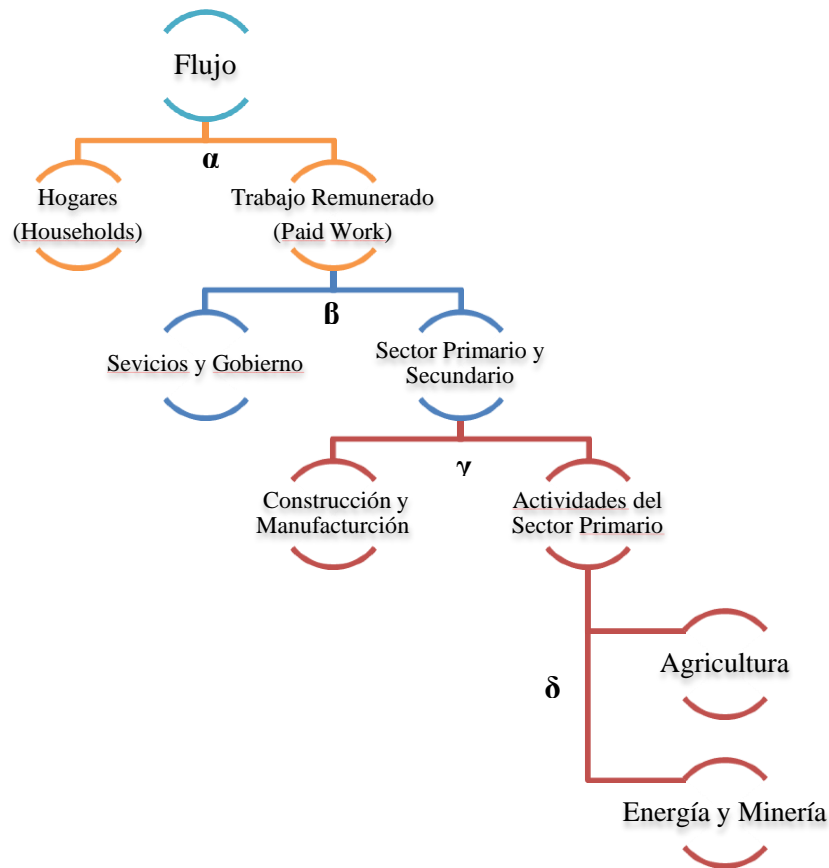 Flujo
α
Hogares
(Households)
Trabajo Remunerado
(Paid Work)
β
Sevicios y Gobierno
Sector Primario y
Secundario
γ
Construcción y
Manufacturción
Actividades del
Sector Primario
δ
Agricultura
Energía y Minería